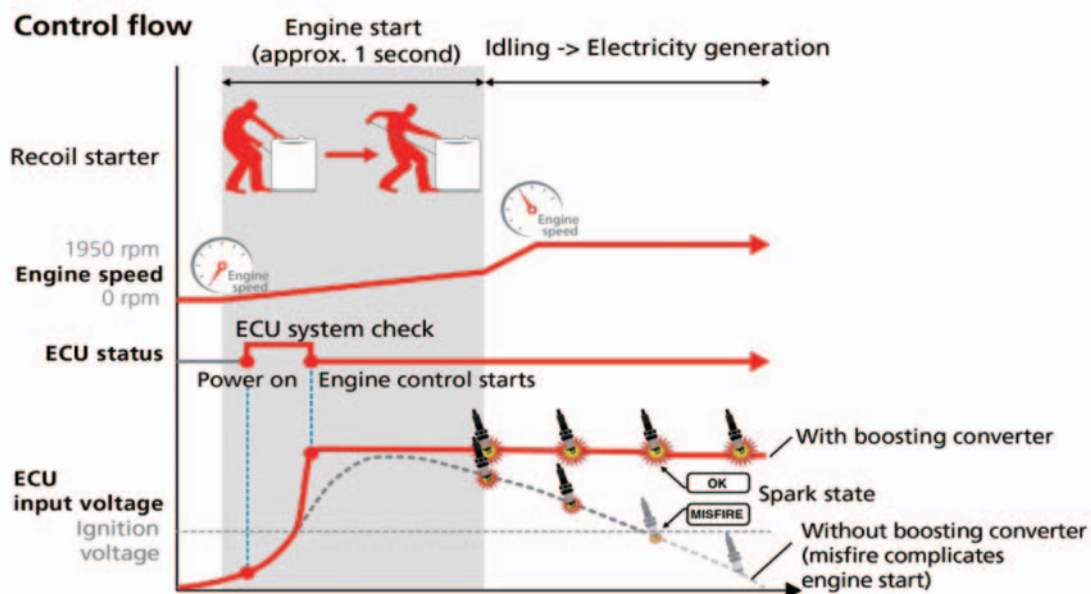 Control flow
Engine start
(approx. 1 second)
Idling -> Electricity generation
Recoil starter
1950 rpm
Engine speed
0 rpm
Engine
speed
Engine
speed
ECU system check
ECU status
Power on
Engine control starts
With boosting converter
ECU
input voltage
OK
Spark state
MISFIRE
Ignition
voltage
Without boosting converter
(misfire complicates
engine start)